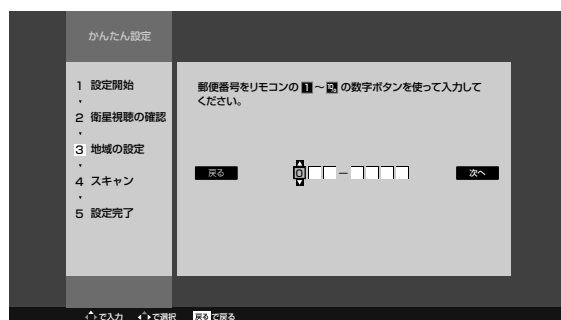 かんたん設定
1 設定開始
2 衛星視聴の確認
3 地域の設定
4 スキャン
5 設定完了
郵便番号をリモコンの 1 ~ の数字ボタンを使って入力して
ください。
戻る
0 -
次へ
で入力 で選択 戻る で戻る